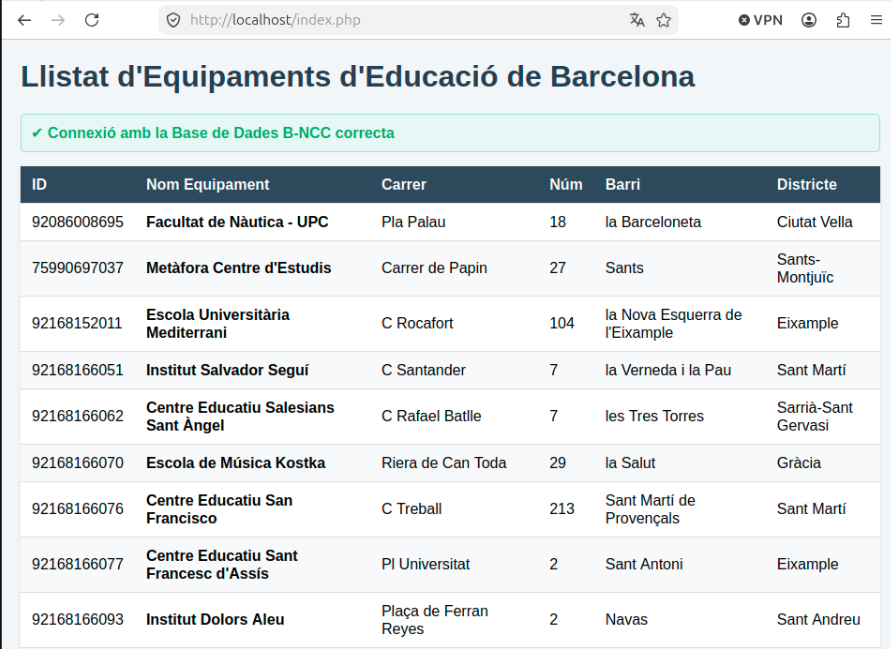 http://localhost/index.php
VPN
Llistat d'Equipaments d'Educació de Barcelona
✔ Connexió amb la Base de Dades B-NCC correcta
ID Nom Equipament Carrer Núm Barri Districte
92086008695 Facultat de Nàutica - UPC Pla Palau 18 la Barceloneta Ciutat Vella
75990697037 Metàfora Centre d'Estudis Carrer de Papin 27 Sants Sants-
Montjuïc
92168152011 Escola Universitària
Mediterrani C Rocafort 104 la Nova Esquerra de
l'Eixample Eixample
92168166051 Institut Salvador Seguí C Santander 7 la Verneda i la Pau Sant Martí
92168166062 Centre Educatiu Salesians
Sant Àngel C Rafael Batlle 7 les Tres Torres Sarrià-Sant
Gervasi
92168166070 Escola de Música Kostka Riera de Can Toda 29 la Salut Gràcia
92168166076 Centre Educatiu San
Francisco C Treball 213 Sant Martí de
Provençals Sant Martí
92168166077 Centre Educatiu Sant
Francesc d'Assís Pl Universitat 2 Sant Antoni Eixample
92168166093 Institut Dolors Aleu Plaça de Ferran
Reyes 2 Navas Sant Andreu